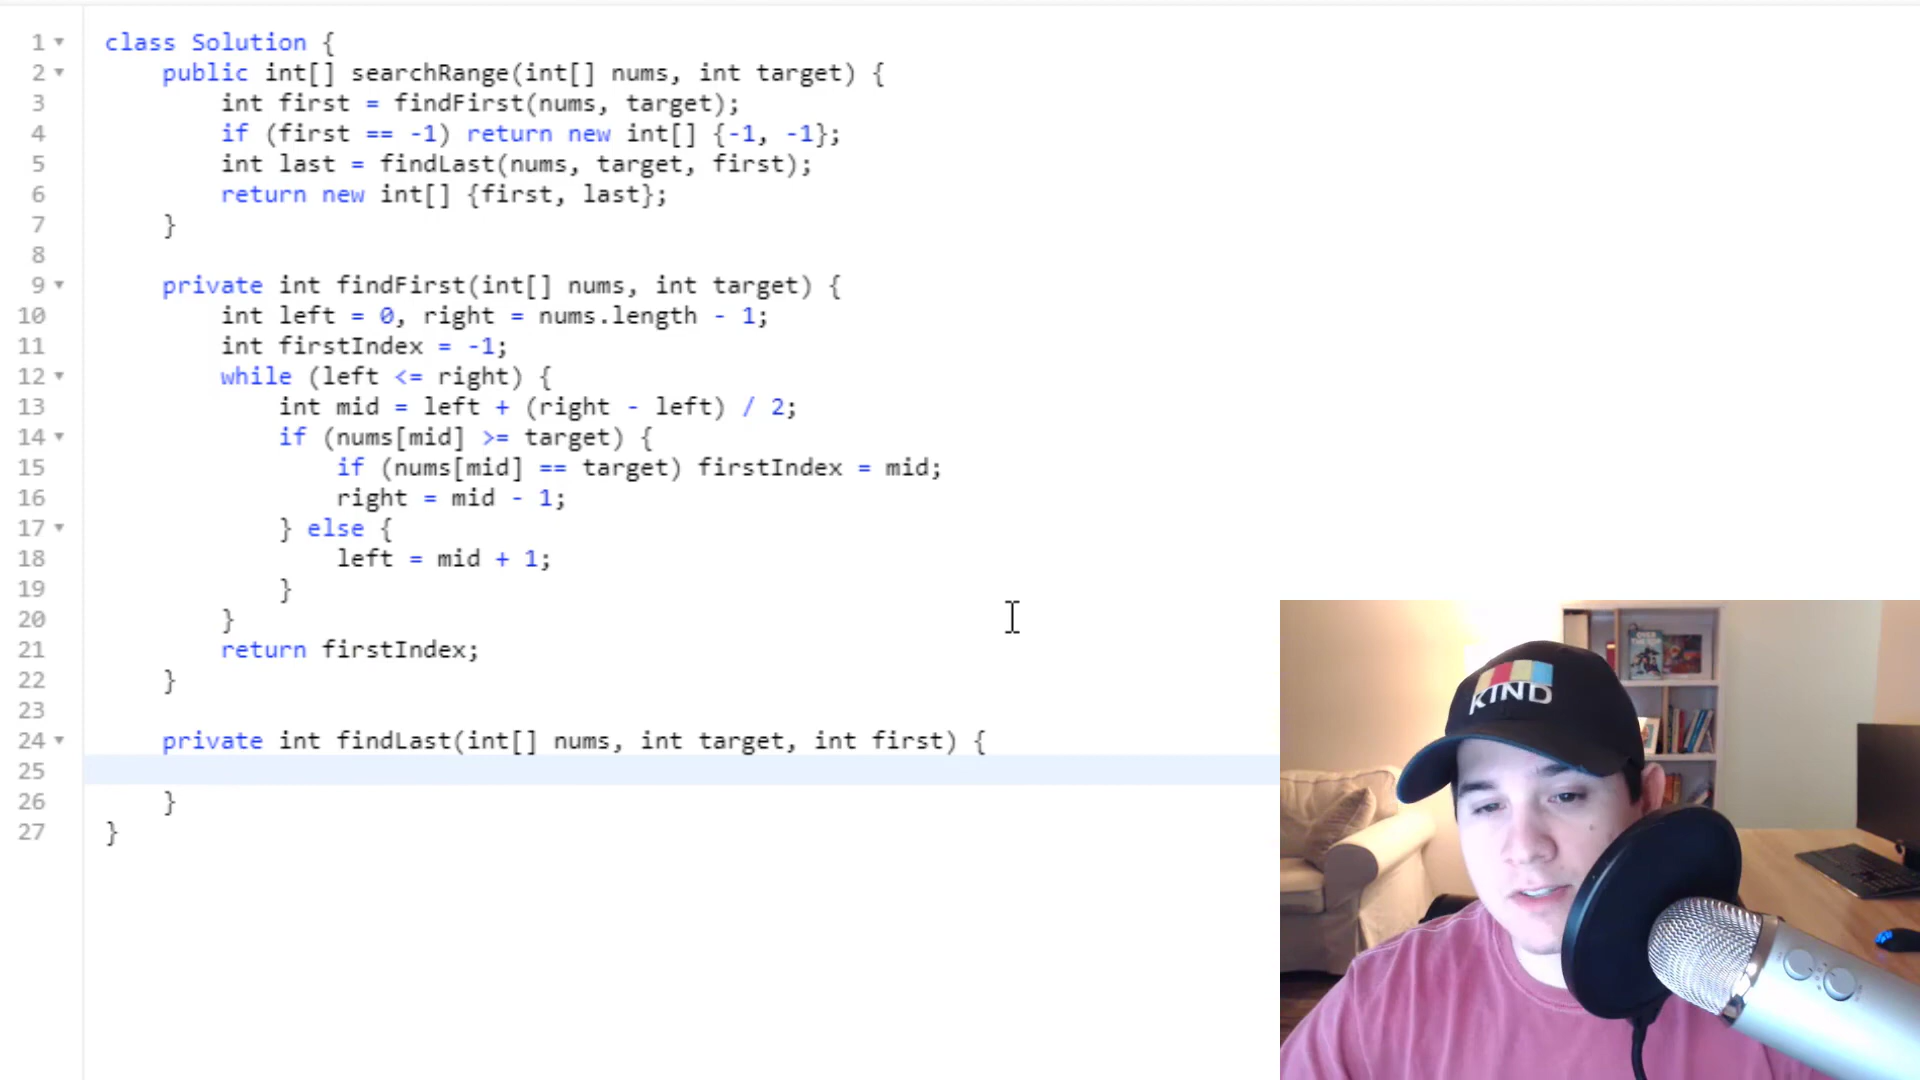 1 class Solution {
2 public int[] searchRange(int[] nums, int target) {
3 int first = findFirst(nums, target);
4 if (first == -1) return new int[] {-1, -1};
5 int last = findLast(nums, target, first);
6 return new int[] {first, last};
7 }
8
9 private int findFirst(int[] nums, int target) {
10 int left = 0, right = nums.length - 1;
11 int firstIndex = -1;
12 while (left <= right) {
13 int mid = left + (right - left) / 2;
14 if (nums[mid] >= target) {
15 if (nums[mid] == target) firstIndex = mid;
16 right = mid - 1;
17 } else {
18 left = mid + 1;
19 }
20 }
21 return firstIndex;
22 }
23
24 private int findLast(int[] nums, int target, int first) {
25
26 }
27 }
KIND